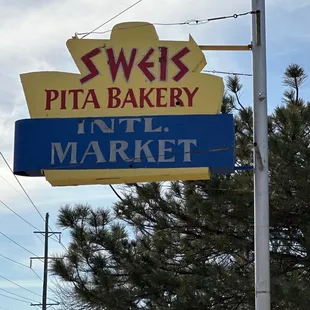 SWEIS
PITA BAKERY
INTL.
MARKET